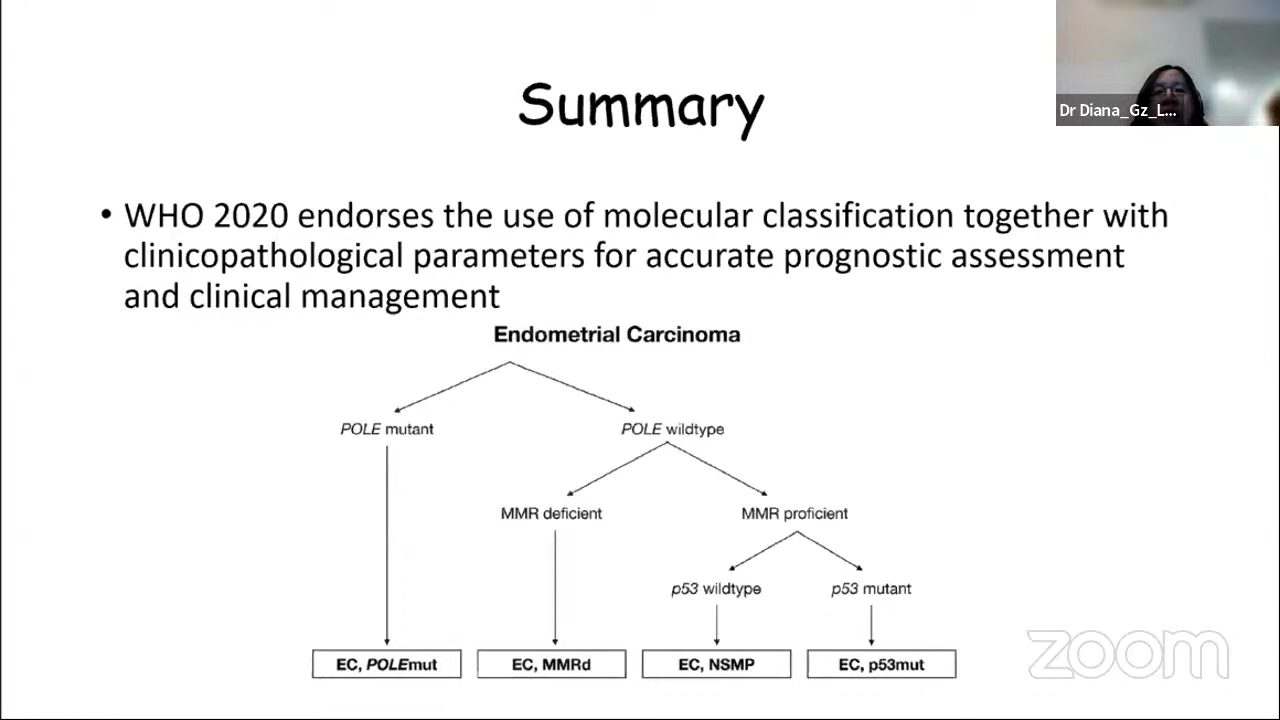 Summary
Dr Diana_Gz_L...
• WHO 2020 endorses the use of molecular classification together with
clinicopathological parameters for accurate prognostic assessment
and clinical management
Endometrial Carcinoma
POLE mutant
POLE wildtype
MMR deficient
MMR proficient
p53 wildtype
p53 mutant
EC, POLEmut
EC, MMRd
EC, NSMP
EC, p53mut
zoom